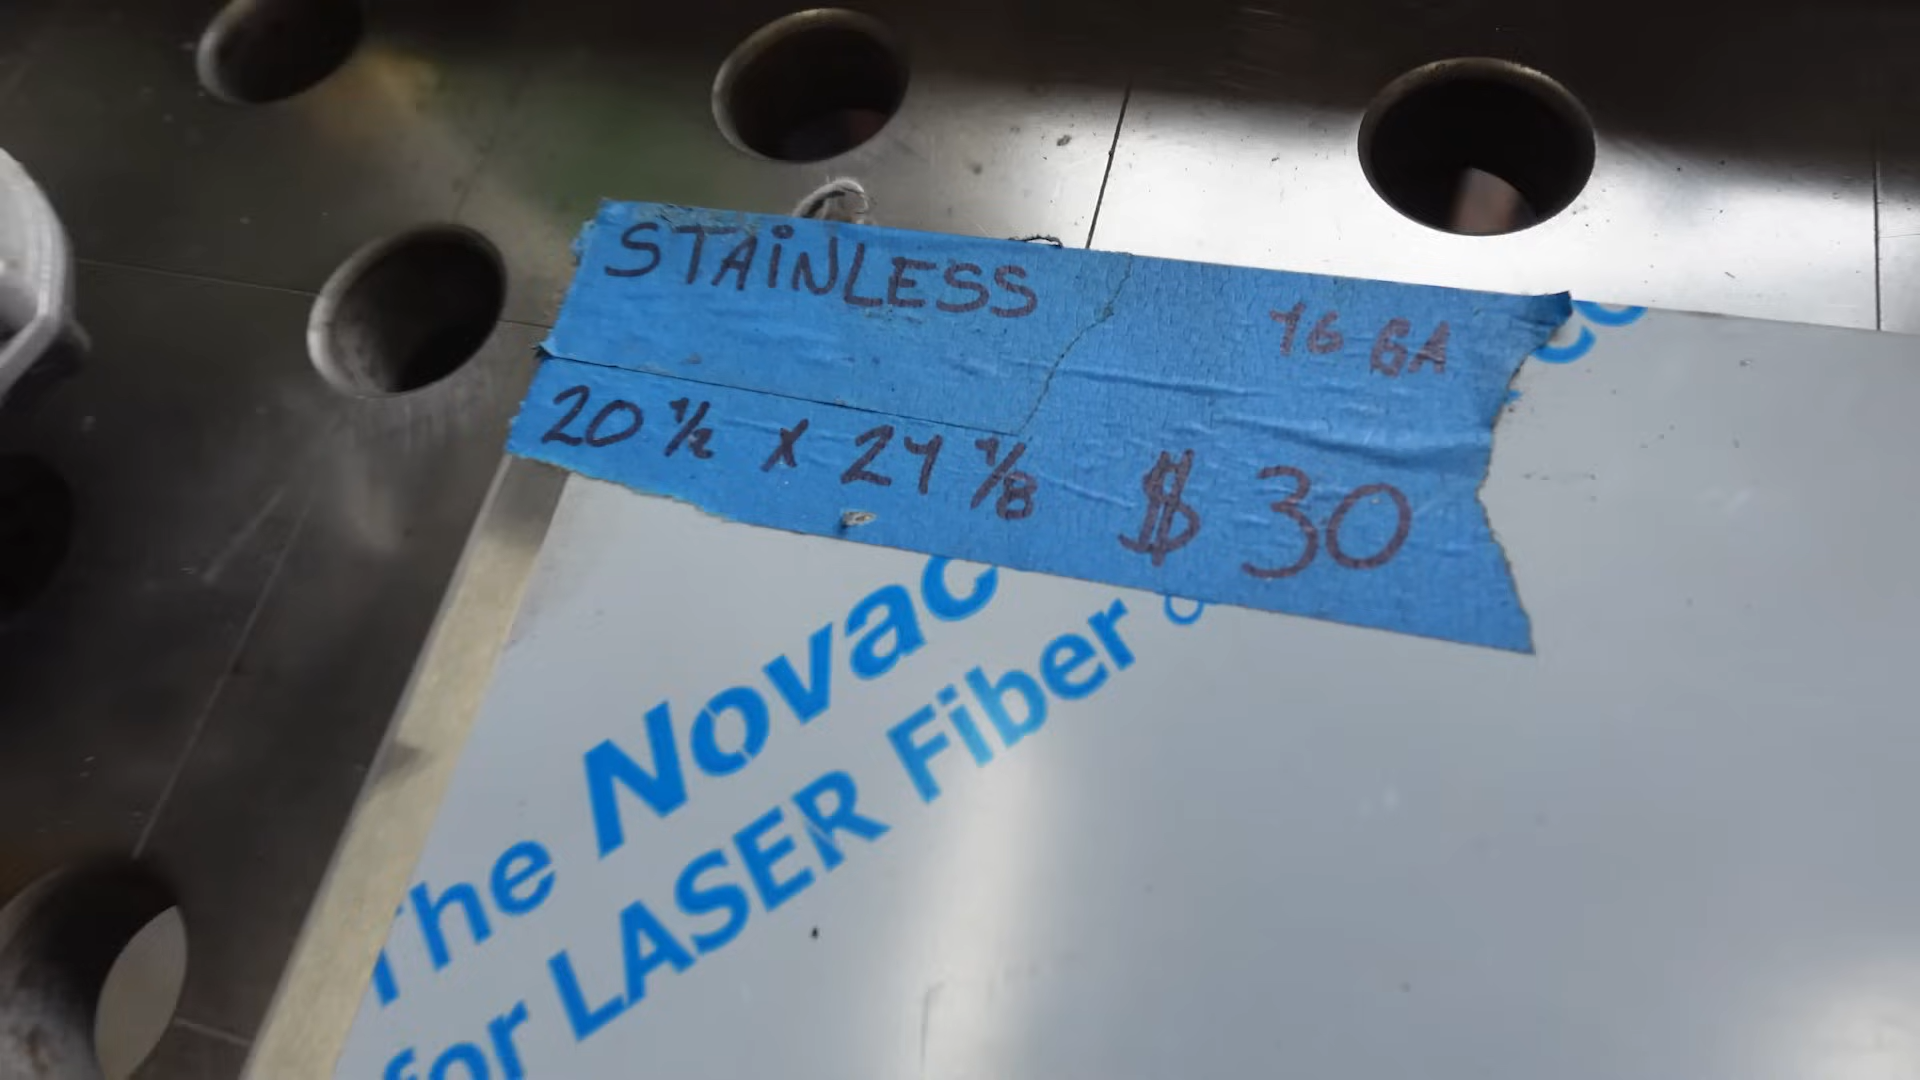 STAiNLESS 16 GA
20 1/2 x 24 1/8 $ 30
The Novac
for LASER Fiber